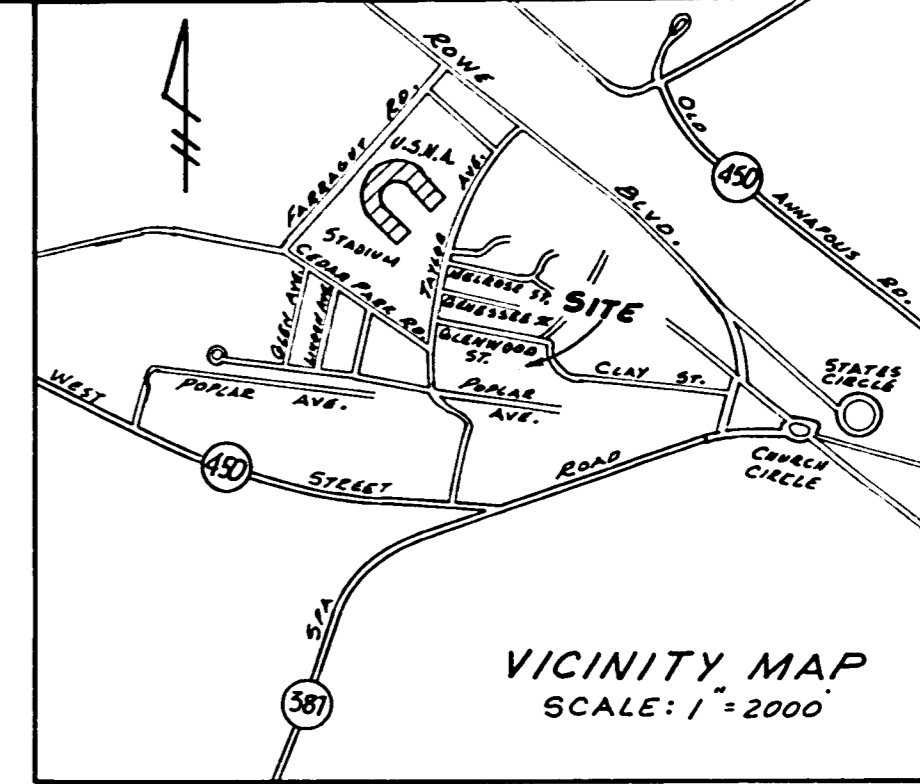 ROWE
BLVD.
FARRAGUT RD.
U.S.N.A.
STADIUM
TAYLOR AVE.
OLD
450
ANNAPOLIS RD.
CEDAR PARK RD.
MELROSE ST.
SITE
GLENWOOD
ST.
GLEN AVE.
CLAY ST.
STATES
CIRCLE
WEST
POPLAR AVE.
POPLAR
AVE.
450
STREET
ROAD
CHURCH
CIRCLE
SPA
387
VICINITY MAP
SCALE: 1" = 2000'